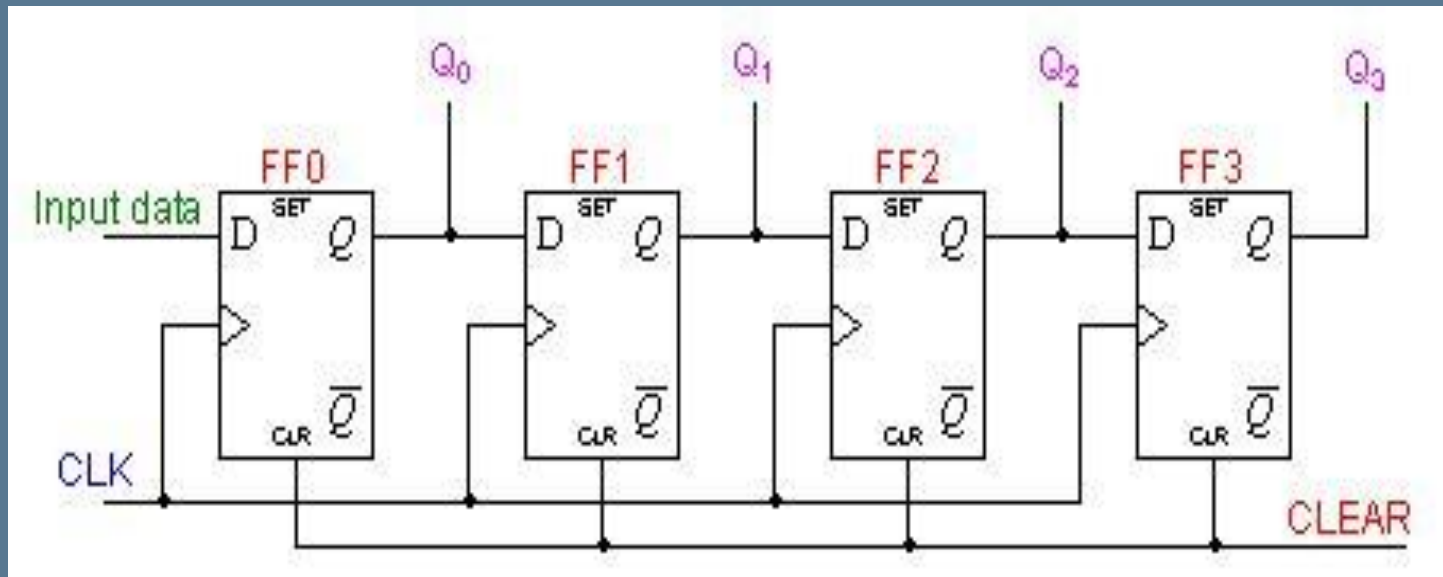 Q₀ Q₁ Q₂ Q₃
FF0 FF1 FF2 FF3
SET SET SET SET
Input data D Q D Q D Q D Q
Q̅ Q̅ Q̅ Q̅
CLR CLR CLR CLR
CLK
CLEAR